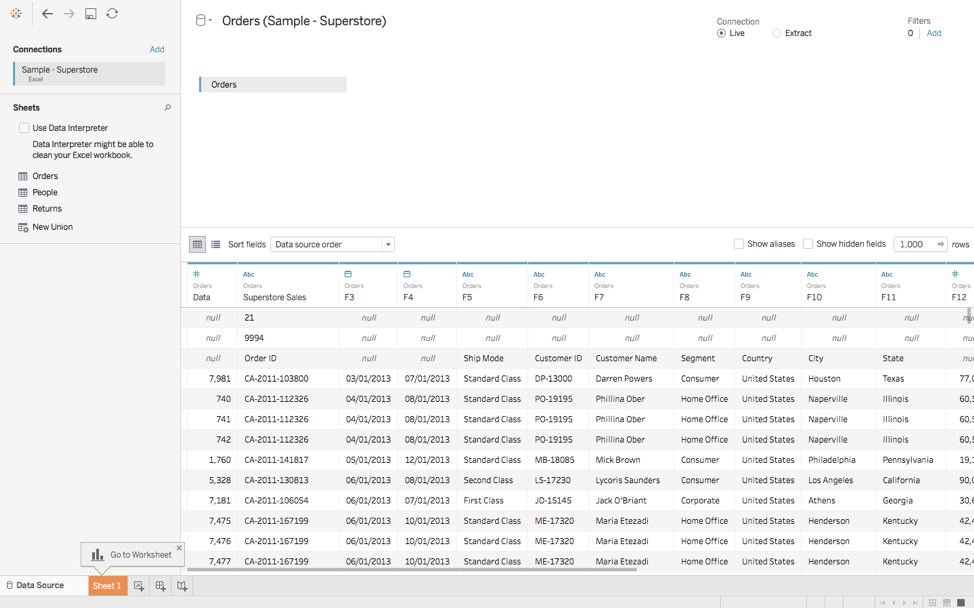 Orders (Sample - Superstore)
Connection
Live Extract
Filters
0 Add
Connections Add
Sample - Superstore
Excel
Sheets
Use Data Interpreter
Data Interpreter might be able to
clean your Excel workbook.
Orders
People
Returns
New Union
Orders
Sort fields Data source order Show aliases Show hidden fields 1,000 rows
# Abc Abc Abc Abc Abc Abc Abc Abc #
Orders Orders Orders Orders Orders Orders Orders Orders Orders Orders Orders Orders
Data Superstore Sales F3 F4 F5 F6 F7 F8 F9 F10 F11 F12
null 21 null null null null null null null null null
null 9994 null null null null null null null null null
null Order ID null null Ship Mode Customer ID Customer Name Segment Country City State
7,981 CA-2011-103800 03/01/2013 07/01/2013 Standard Class DP-13000 Darren Powers Consumer United States Houston Texas 77,0
740 CA-2011-112326 04/01/2013 08/01/2013 Standard Class PO-19195 Phillina Ober Home Office United States Naperville Illinois 60,5
741 CA-2011-112326 04/01/2013 08/01/2013 Standard Class PO-19195 Phillina Ober Home Office United States Naperville Illinois 60,5
742 CA-2011-112326 04/01/2013 08/01/2013 Standard Class PO-19195 Phillina Ober Home Office United States Naperville Illinois 60,5
1,760 CA-2011-141817 05/01/2013 12/01/2013 Standard Class MB-18085 Mick Brown Consumer United States Philadelphia Pennsylvania 19,1
5,328 CA-2011-130813 06/01/2013 08/01/2013 Second Class LS-17230 Lycoris Saunders Consumer United States Los Angeles California 90,0
7,181 CA-2011-106054 06/01/2013 07/01/2013 First Class JO-15145 Jack O'Briant Corporate United States Athens Georgia 30,6
7,475 CA-2011-167199 06/01/2013 10/01/2013 Standard Class ME-17320 Maria Etezadi Home Office United States Henderson Kentucky 42,4
7,476 CA-2011-167199 06/01/2013 10/01/2013 Standard Class ME-17320 Maria Etezadi Home Office United States Henderson Kentucky 42,4
7,477 CA-2011-167199 06/01/2013 10/01/2013 Standard Class ME-17320 Maria Etezadi Home Office United States Henderson Kentucky 42,4
Go to Worksheet
Data Source Sheet 1